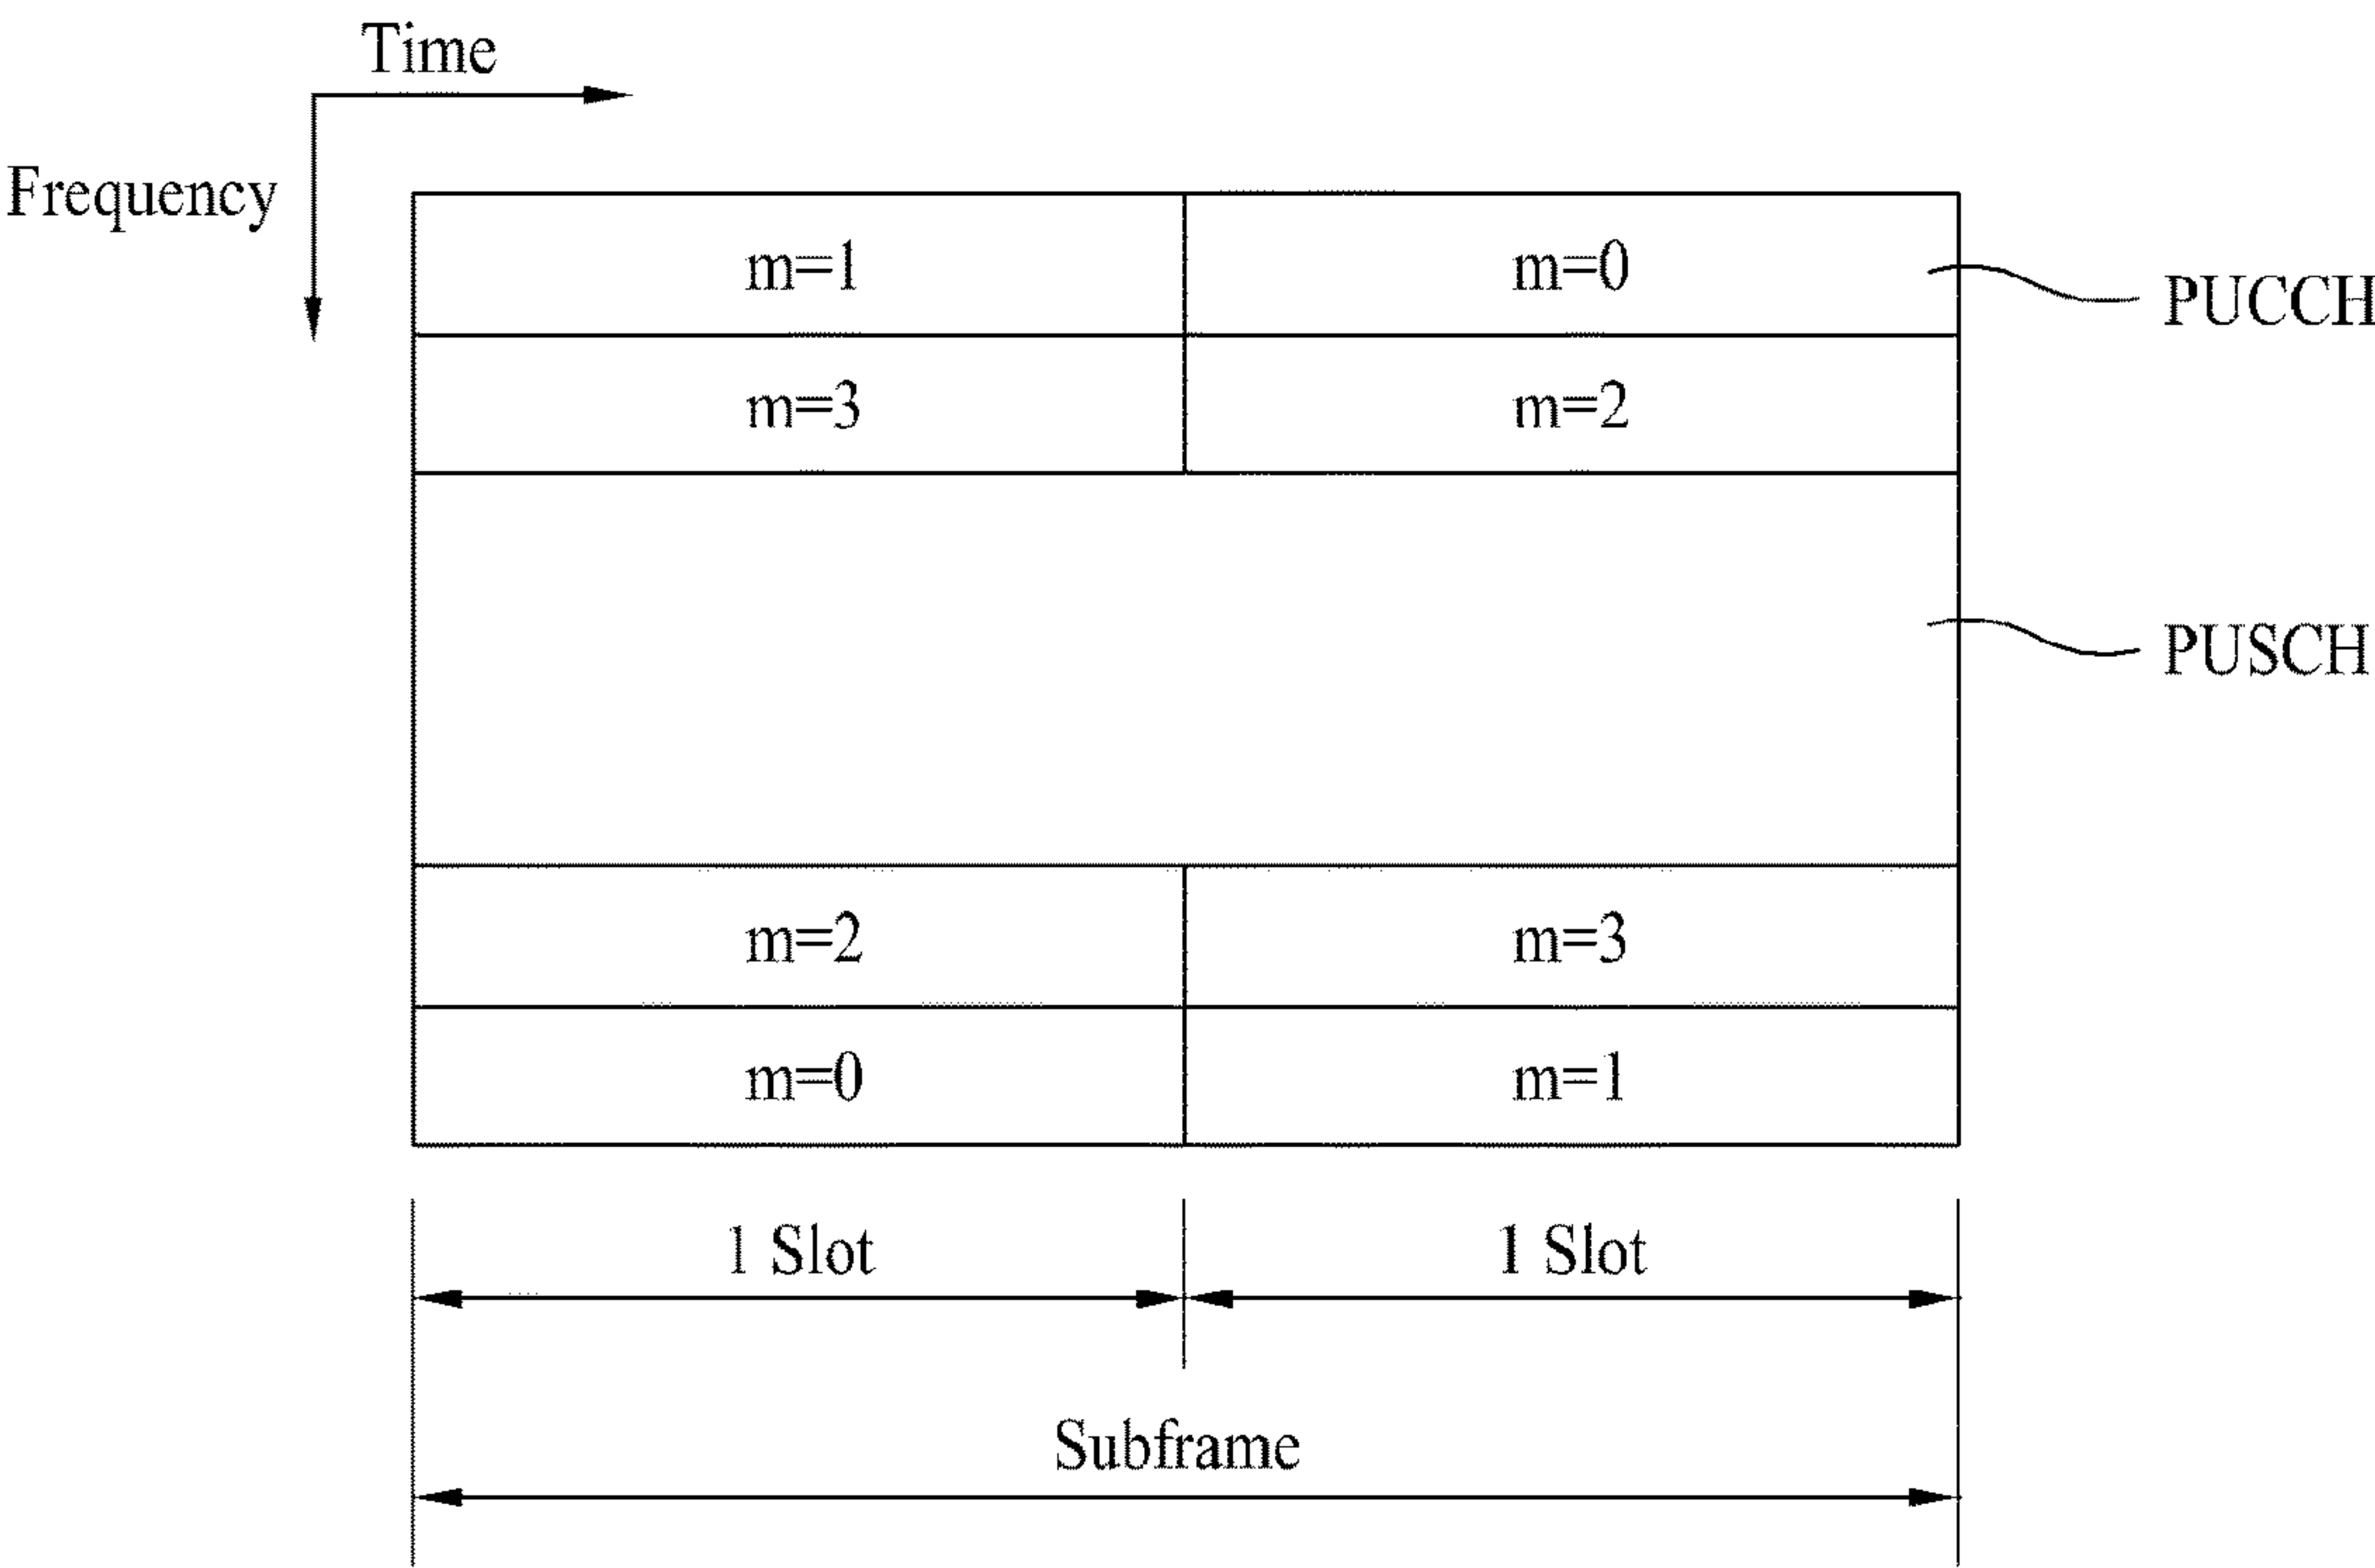 Time
Frequency
m=1
m=0
PUCCH
m=3
m=2
PUSCH
m=2
m=3
m=0
m=1
1 Slot
1 Slot
Subframe